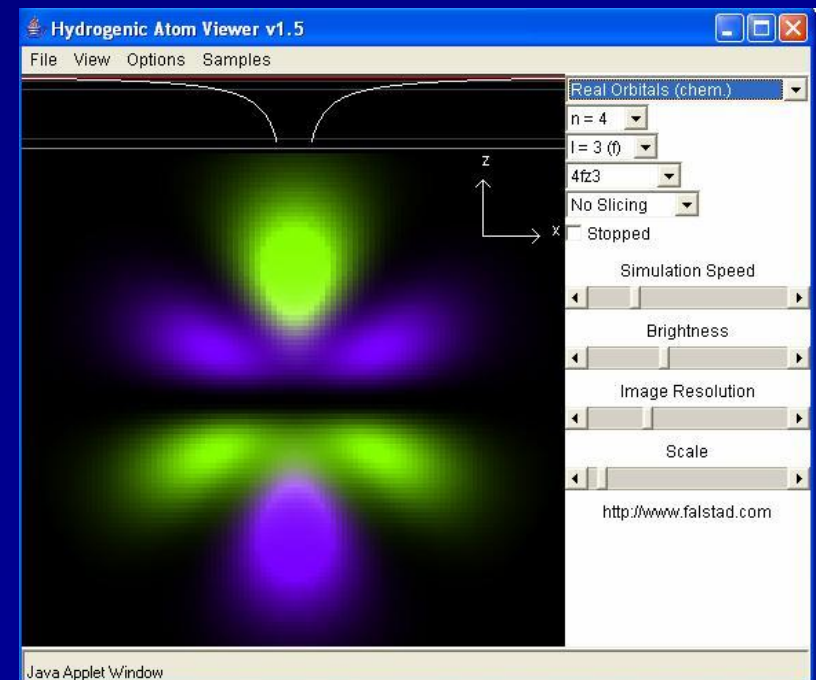 Hydrogenic Atom Viewer v1.5
File View Options Samples
Real Orbitals (chem.)
n = 4
l = 3 (f)
4fz3
No Slicing
Stopped
z
x
Simulation Speed
Brightness
Image Resolution
Scale
http://www.falstad.com
Java Applet Window